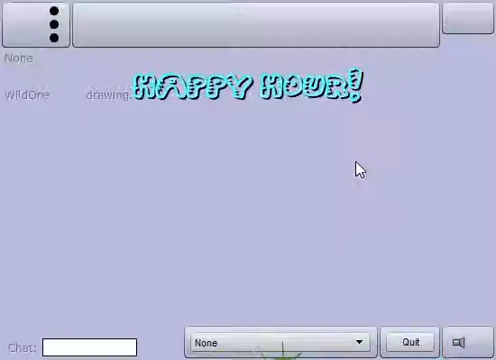 None
HAPPY HOUR!
WildOne drawing.
Chat:
None
Quit